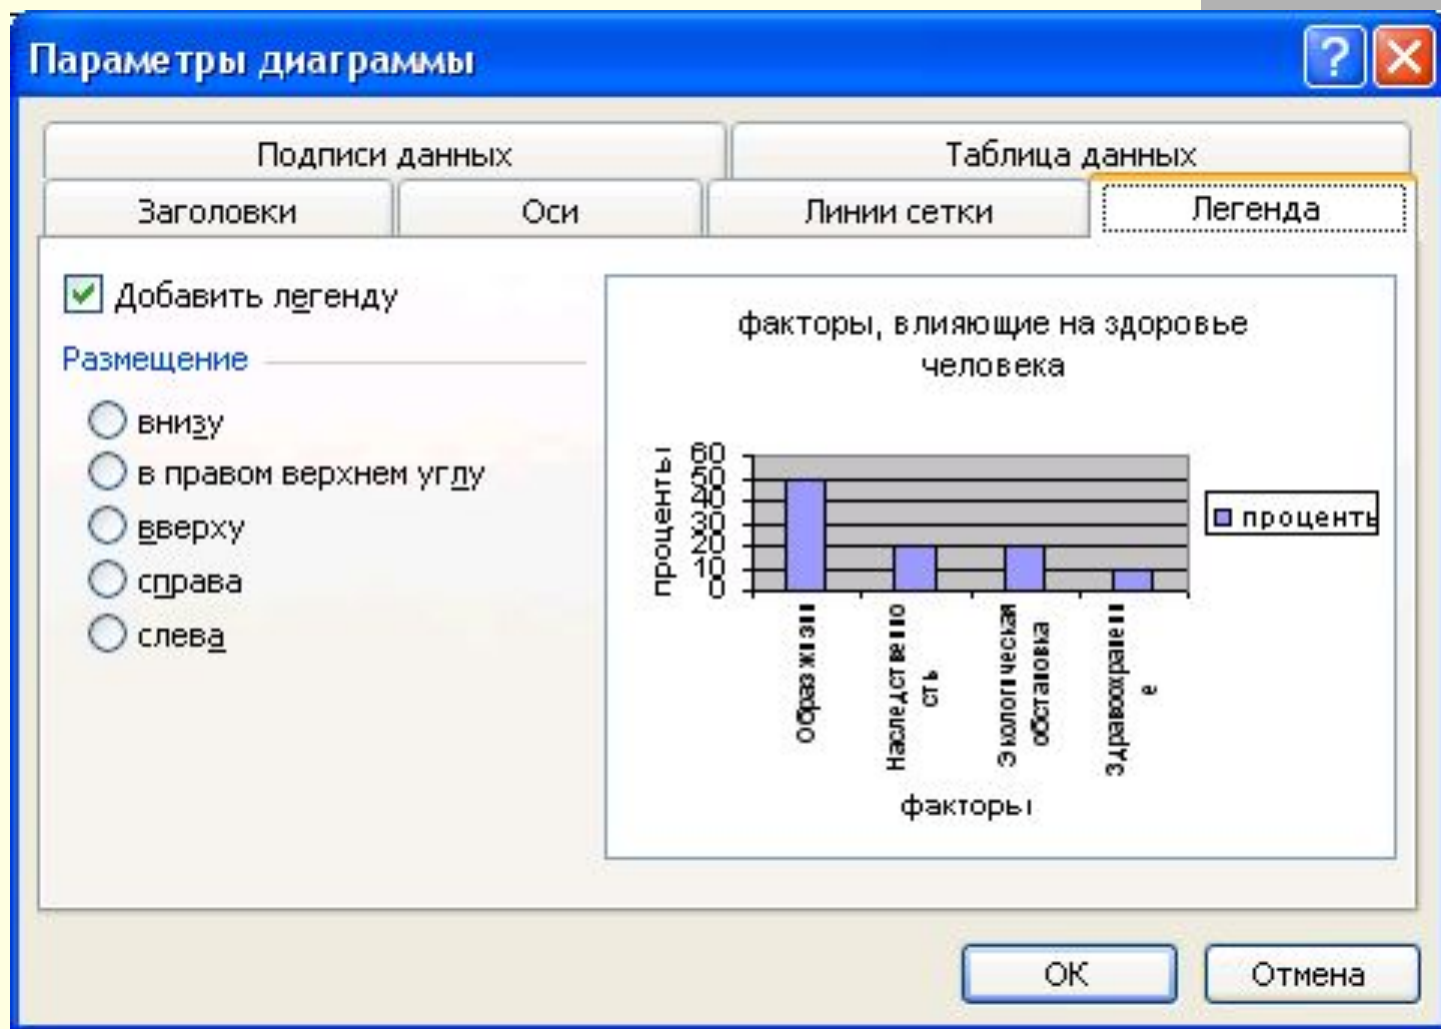 Параметры диаграммы
Подписи данных
Таблица данных
Заголовки
Оси
Линии сетки
Легенда
Добавить легенду
Размещение
внизу
в правом верхнем углу
вверху
справа
слева
факторы, влияющие на здоровье
человека
проценты
60
50
40
30
20
10
0
проценты
Образ жизни
Наследственно
сть
Экологическая
обстановка
Здравоохранени
е
факторы
ОК
Отмена